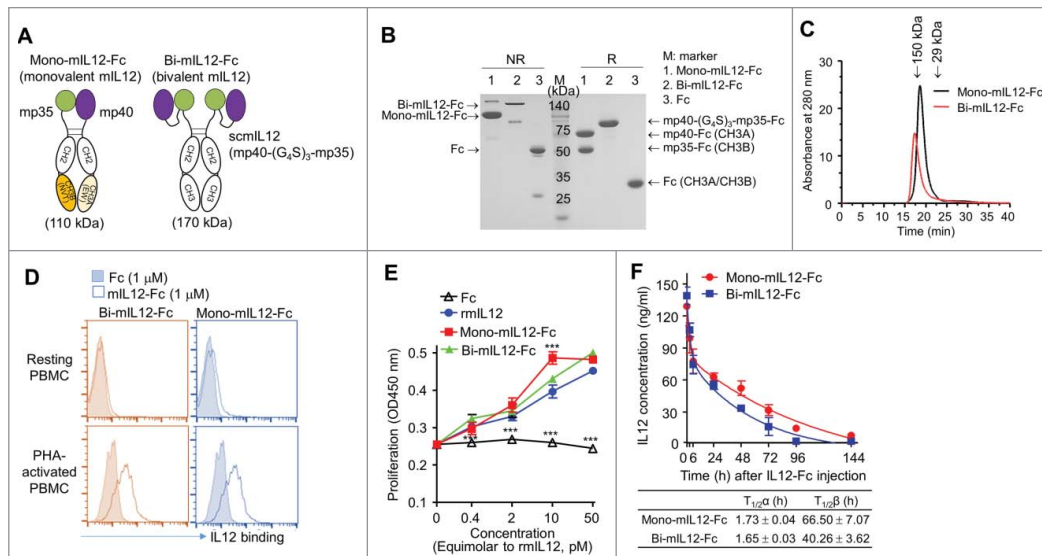 A
Mono-mIL12-Fc
(monovalent mIL12)
Bi-mIL12-Fc
(bivalent mIL12)
mp35
mp40
scmIL12
(mp40-(G4S)3-mp35)
CH2
CH2
CH2
CH2
CH3B
(LVN)
CH3A
(EW)
CH3
CH3
(110 kDa)
(170 kDa)
B
NR
R
1 2 3 M 1 2 3
(kDa)
M: marker
1. Mono-mIL12-Fc
2. Bi-mIL12-Fc
3. Fc
Bi-mIL12-Fc→
Mono-mIL12-Fc→
Fc→
140
75
50
35
25
15
← mp40-(G4S)3-mp35-Fc
← mp40-Fc (CH3A)
← mp35-Fc (CH3B)
← Fc (CH3A/CH3B)
C
←150 kDa
←29 kDa
Mono-mIL12-Fc
Bi-mIL12-Fc
Absorbance at 280 nm
30
20
10
0
0 5 10 15 20 25 30 35 40
Time (min)
D
Fc (1 μM)
mIL12-Fc (1 μM)
Bi-mIL12-Fc
Mono-mIL12-Fc
Resting
PBMC
PHA-
activated
PBMC
IL12 binding
E
Fc
rmIL12
Mono-mIL12-Fc
Bi-mIL12-Fc
Proliferation (OD450 nm)
0.5
0.4
0.3
0.2
0.1
***
*** *** *** ***
0 0.4 2 10 50
Concentration
(Equimolar to rmIL12, pM)
F
Mono-mIL12-Fc
Bi-mIL12-Fc
IL12 concentration (ng/ml)
150
120
90
60
30
0
0 6 24 48 72 96 144
Time (h) after IL12-Fc injection
T1/2α (h) T1/2β (h)
Mono-mIL12-Fc 1.73 ± 0.04 66.50 ± 7.07
Bi-mIL12-Fc 1.65 ± 0.03 40.26 ± 3.62